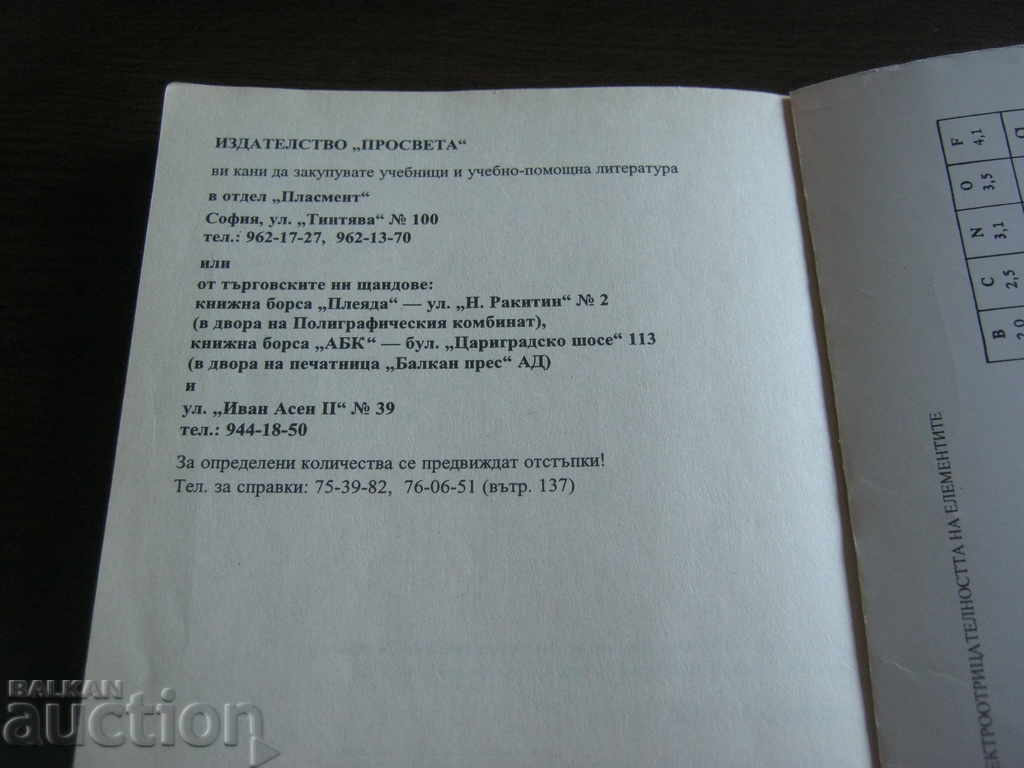 ИЗДАТЕЛСТВО „ПРОСВЕТА“
ви кани да закупувате учебници и учебно-помощна литература
в отдел „Пласмент“
София, ул. „Тинтява“ № 100
тел.: 962-17-27, 962-13-70
или
от търговските ни щандове:
книжна борса „Плеяда“ — ул. „Н. Ракитин“ № 2
(в двора на Полиграфическия комбинат),
книжна борса „АБК“ — бул. „Цариградско шосе“ 113
(в двора на печатница „Балкан прес“ АД)
и
ул. „Иван Асен II“ № 39
тел.: 944-18-50
За определени количества се предвиждат отстъпки!
Тел. за справки: 75-39-82, 76-06-51 (вътр. 137)
B C N O F
2,5 3,1 3,5 4,1
ЕКТРООТРИЦАТЕЛНОСТТА НА ЕЛЕМЕНТИТЕ
BALKAN
auction